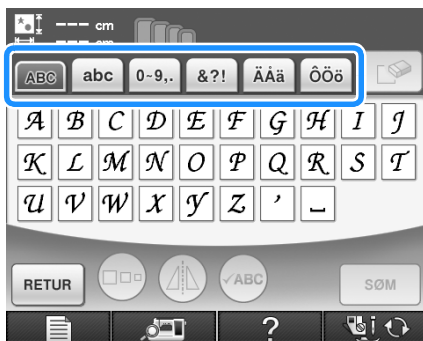 --- cm
--- cm
ABC abc 0~9,. &?! ÄÅä ÔÖö
A B C D E F G H I J
K L M N O P Q R S T
U V W X Y Z ' ⎵
RETUR ✓ABC SØM
? i